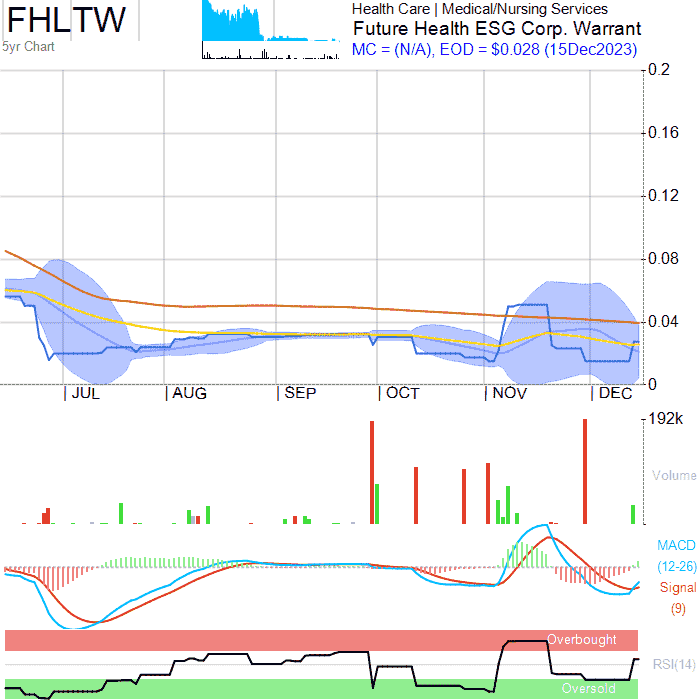 FHLTW
5yr Chart
Health Care | Medical/Nursing Services
Future Health ESG Corp. Warrant
MC = (N/A), EOD = $0.028 (15Dec2023)
0.2
0.16
0.12
0.08
0.04
0
JUL AUG SEP OCT NOV DEC
192k
Volume
MACD
(12-26)
Signal
(9)
Overbought
RSI(14)
Oversold